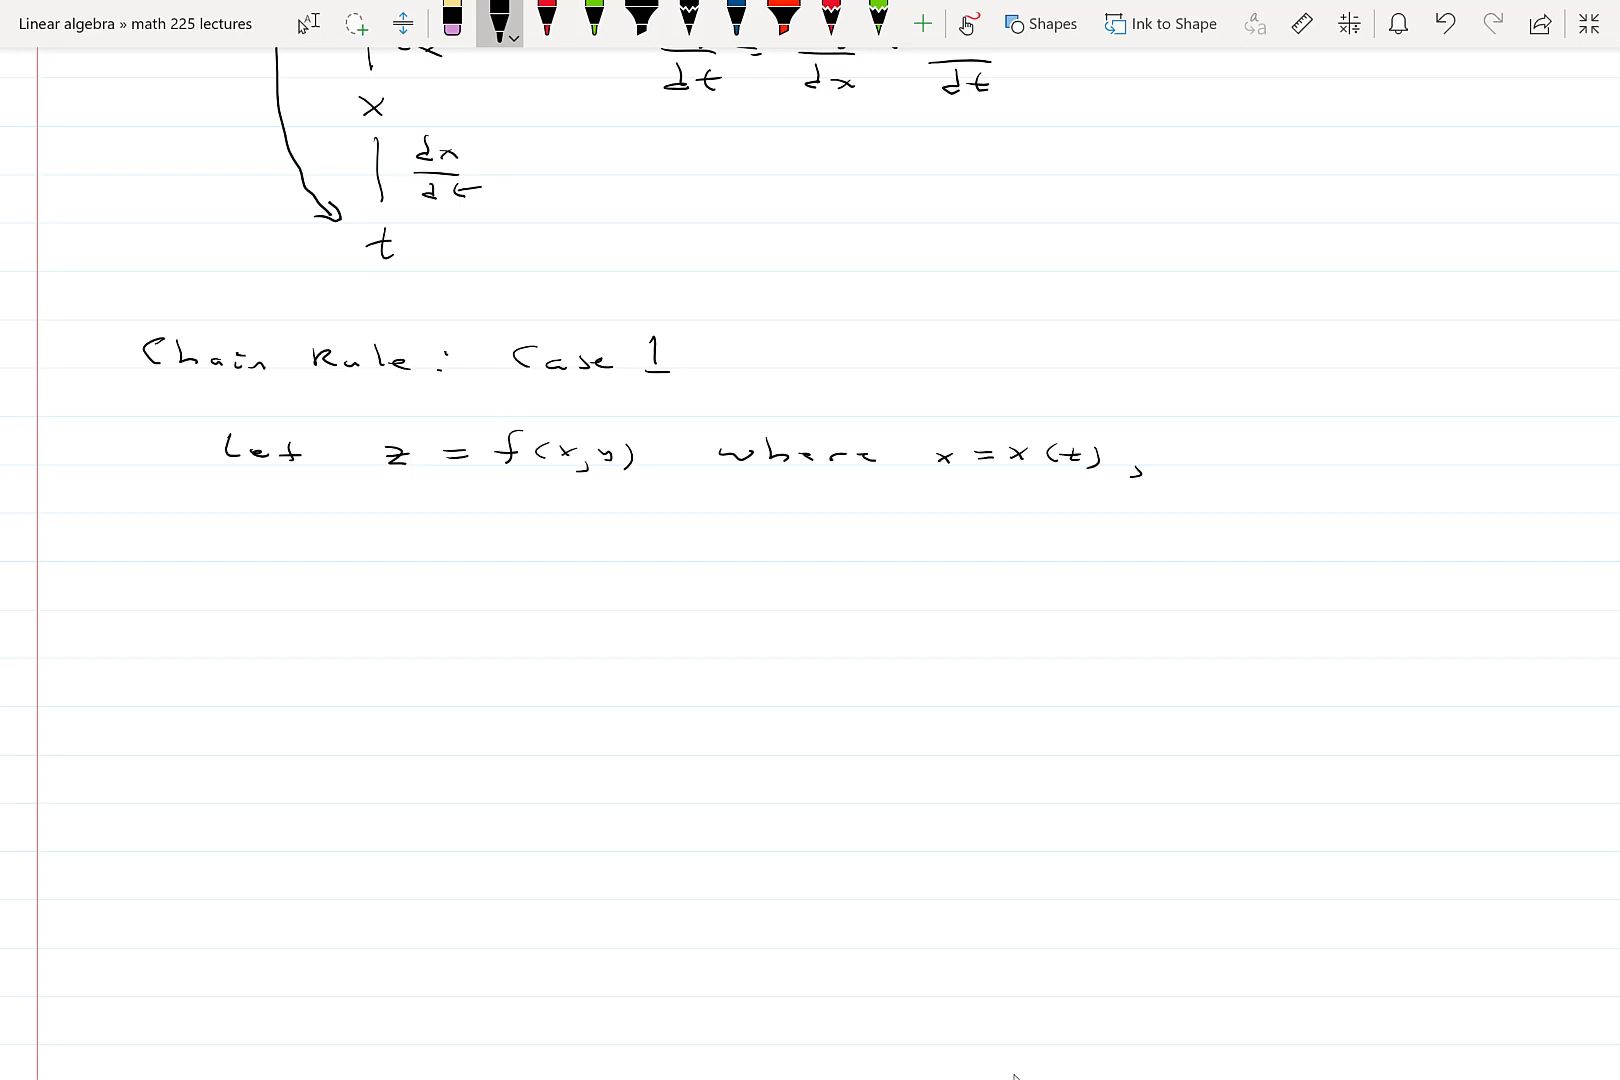 Linear algebra » math 225 lectures
Shapes
Ink to Shape
dt = dx dt
x
dx
dt
t
Chain Rule: Case 1
Let z = f(x,y) where x = x(t),